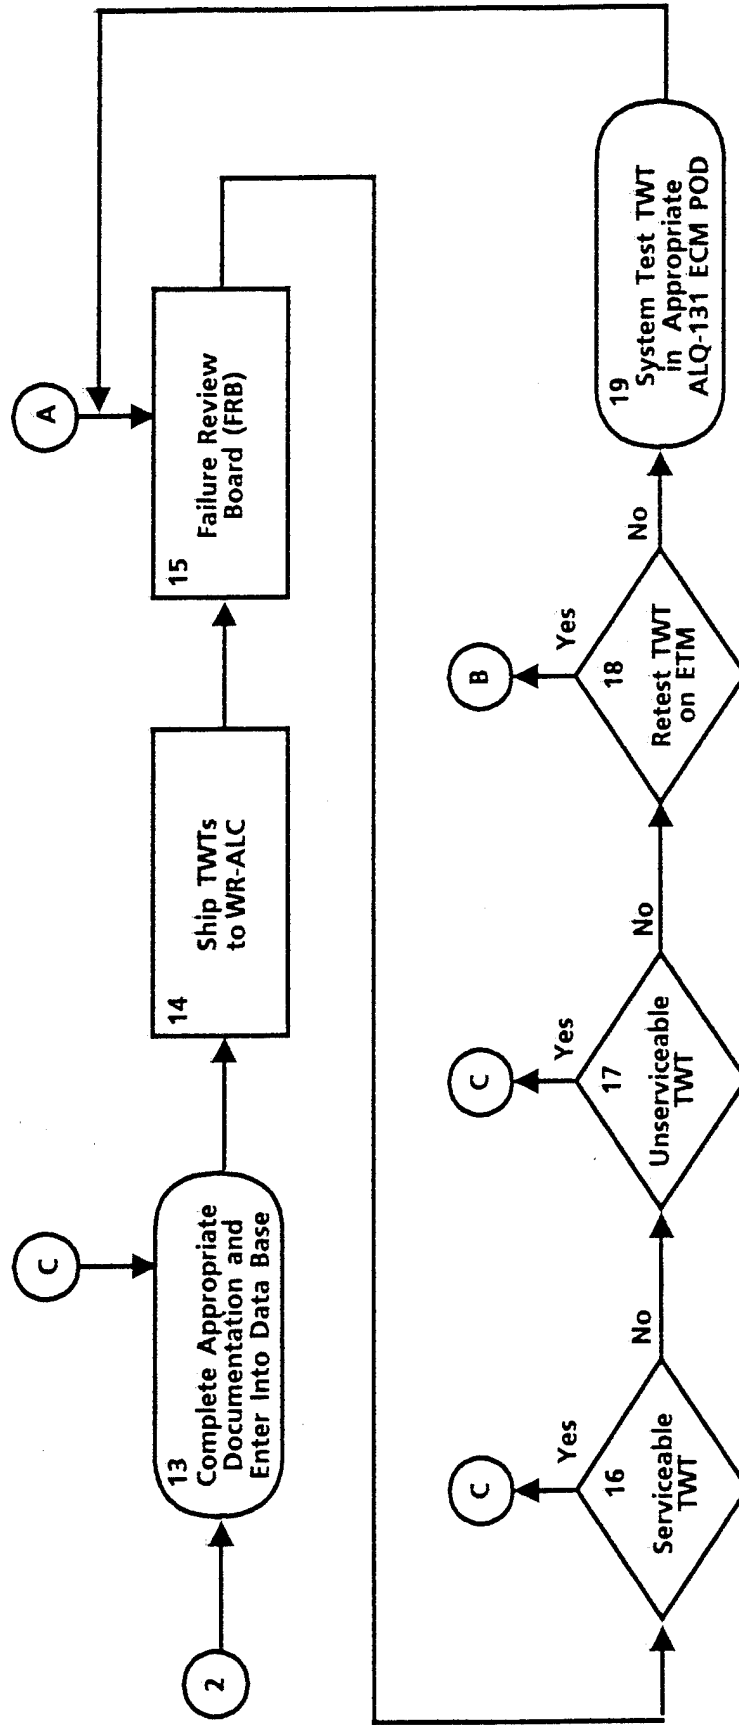 C
A
2
13
Complete Appropriate
Documentation and
Enter Into Data Base
14
Ship TWTs
to WR-ALC
15
Failure Review
Board (FRB)
C
Yes
16
Serviceable
TWT
No
C
Yes
17
Unserviceable
TWT
No
B
Yes
18
Retest TWT
on ETM
No
19
System Test TWT
in Appropriate
ALQ-131 ECM POD